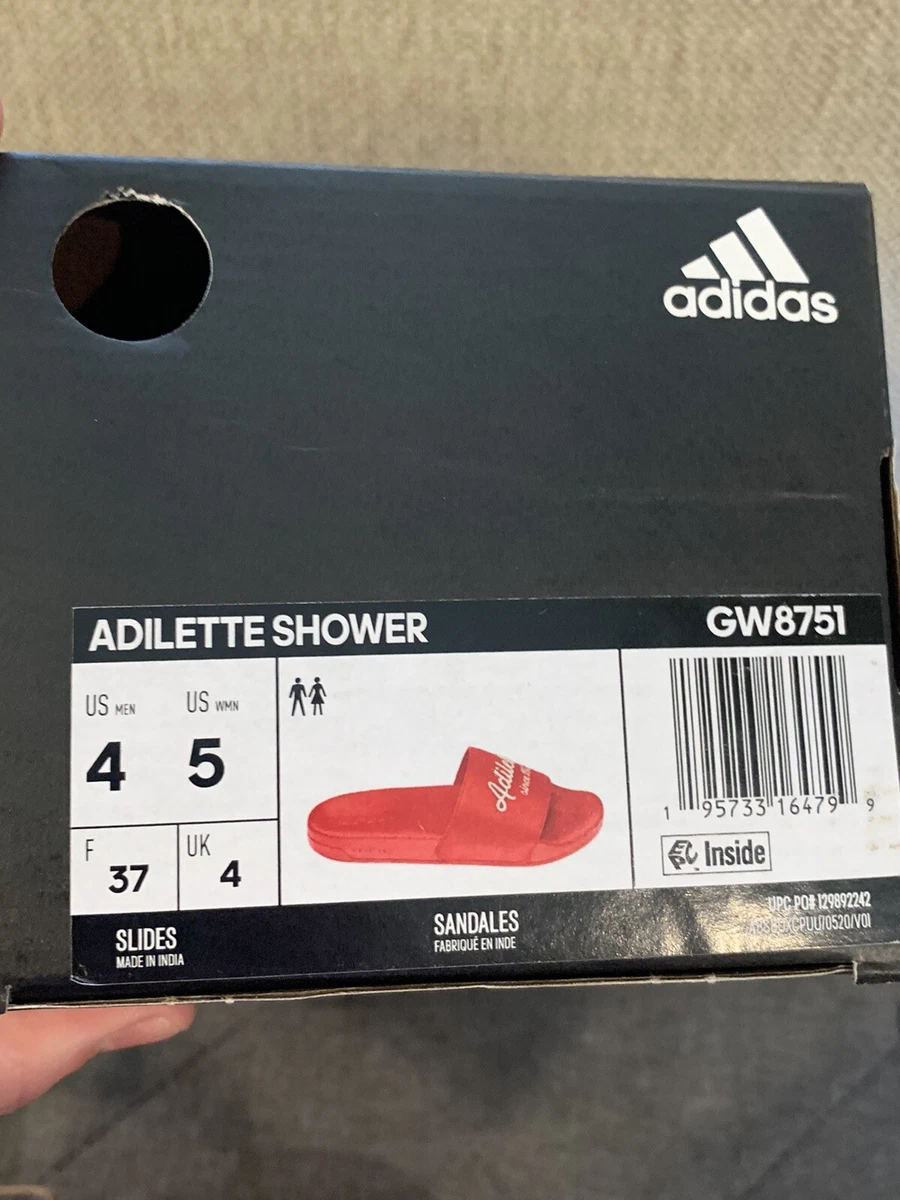 adidas
ADILETTE SHOWER
GW8751
US MEN
US WMN
4
5
F
37
UK
4
1 95733 16479 9
EPC Inside
SLIDES
MADE IN INDIA
SANDALES
FABRIQUÉ EN INDE
UPC PO# 129892242